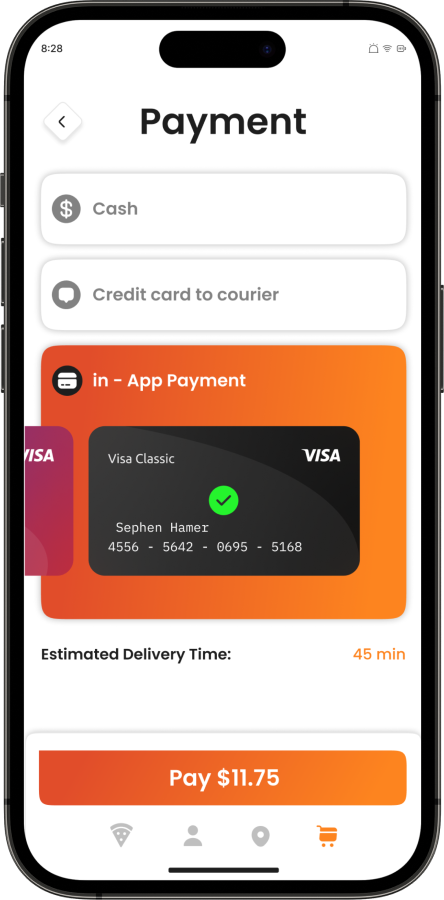 8:28
Payment
Cash
Credit card to courier
in - App Payment
VISA
Visa Classic
VISA
Sephen Hamer
4556 - 5642 - 0695 - 5168
Estimated Delivery Time:
45 min
Pay $11.75